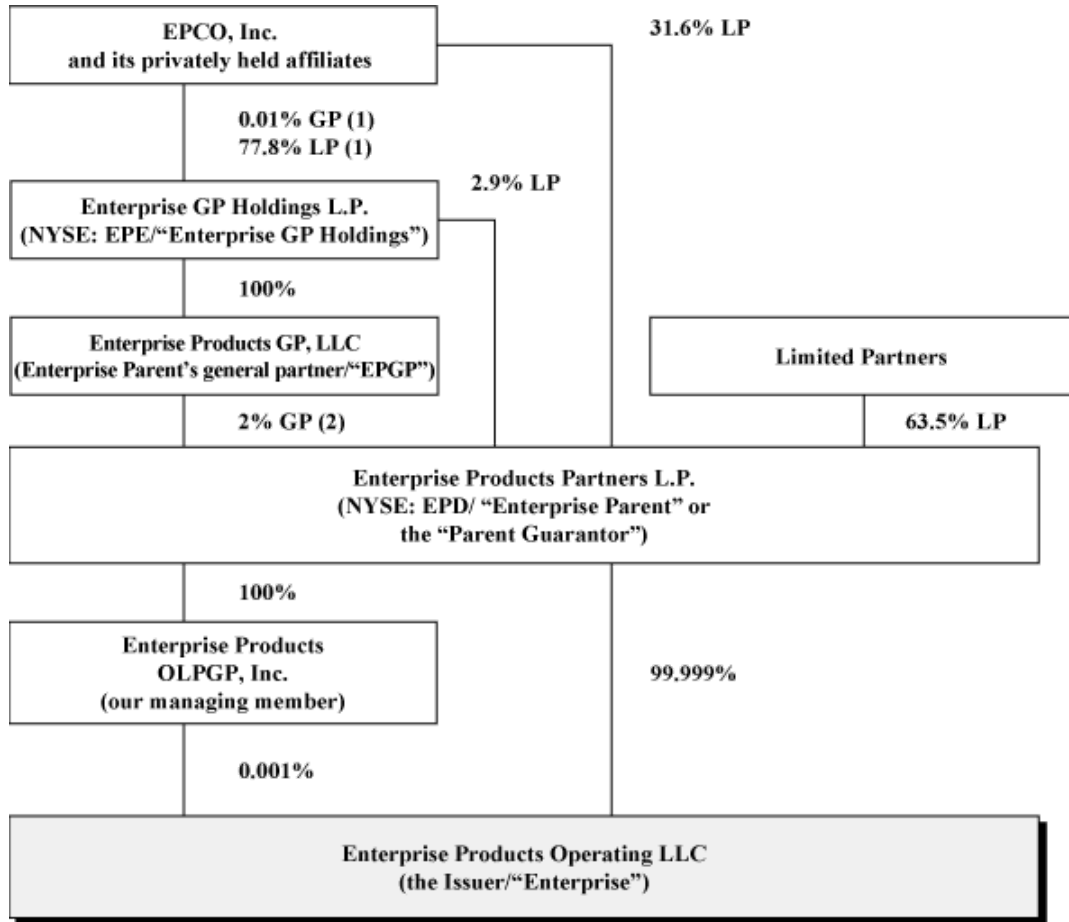 EPCO, Inc.
and its privately held affiliates
31.6% LP
0.01% GP (1)
77.8% LP (1)
2.9% LP
Enterprise GP Holdings L.P.
(NYSE: EPE/“Enterprise GP Holdings”)
100%
Enterprise Products GP, LLC
(Enterprise Parent’s general partner/“EPGP”)
Limited Partners
2% GP (2)
63.5% LP
Enterprise Products Partners L.P.
(NYSE: EPD/ “Enterprise Parent” or
the “Parent Guarantor”)
100%
Enterprise Products
OLPGP, Inc.
(our managing member)
99.999%
0.001%
Enterprise Products Operating LLC
(the Issuer/“Enterprise”)